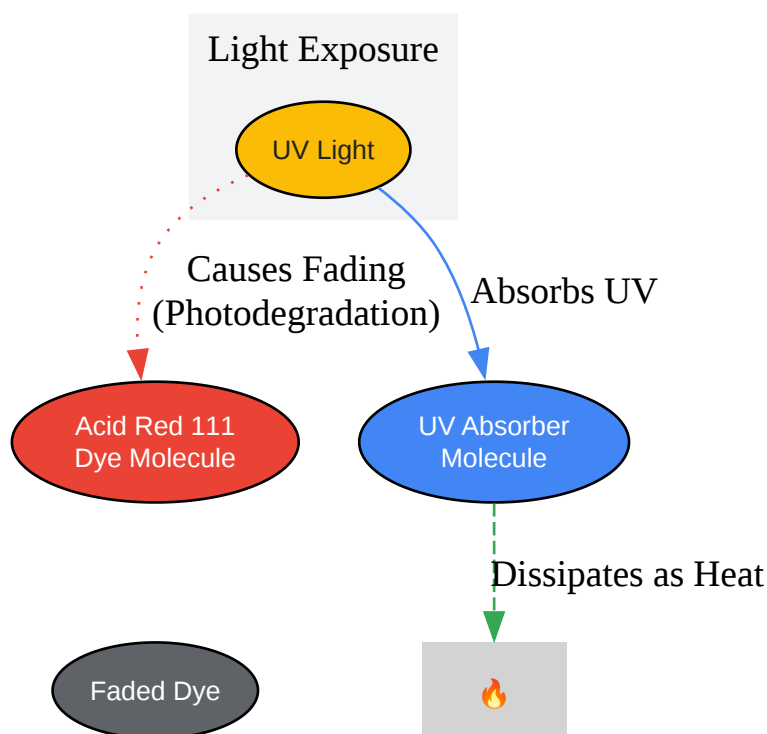 Light Exposure
UV Light
Causes Fading
(Photodegradation)
Absorbs UV
Acid Red 111
Dye Molecule
UV Absorber
Molecule
Dissipates as Heat
Faded Dye
🔥